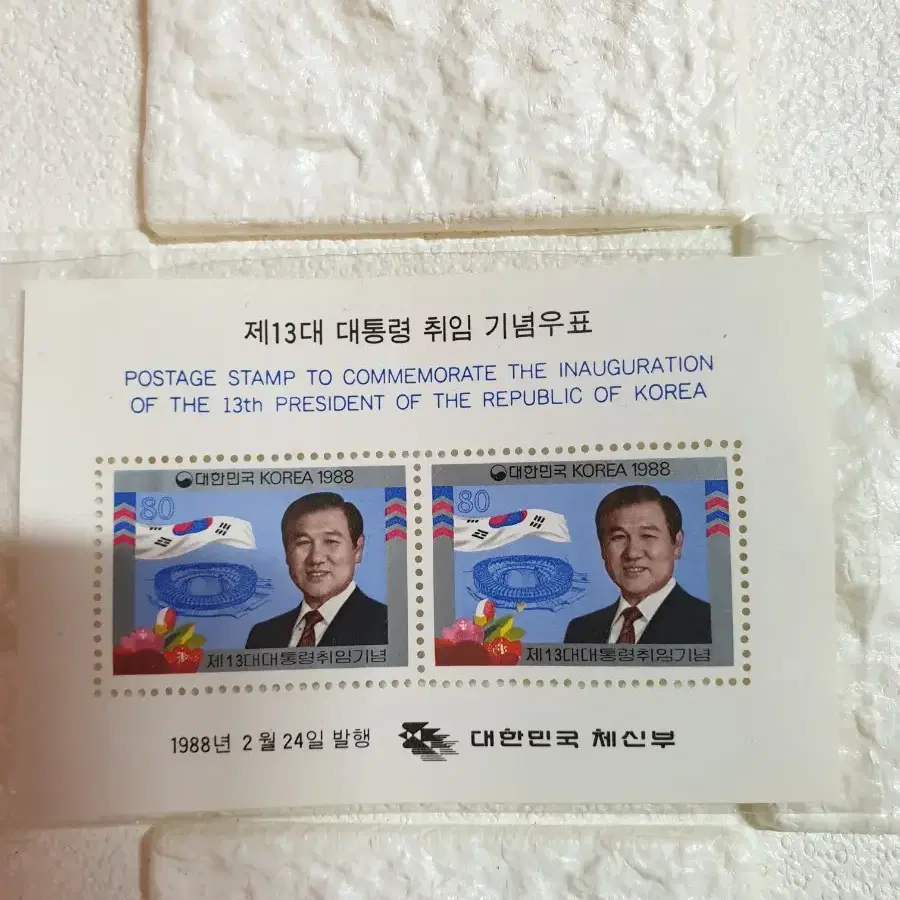 제13대 대통령 취임 기념우표
POSTAGE STAMP TO COMMEMORATE THE INAUGURATION
OF THE 13th PRESIDENT OF THE REPUBLIC OF KOREA
대한민국 KOREA 1988
80
제13대대통령취임기념
대한민국 KOREA 1988
80
제13대대통령취임기념
1988년 2월 24일 발행 대한민국 체신부